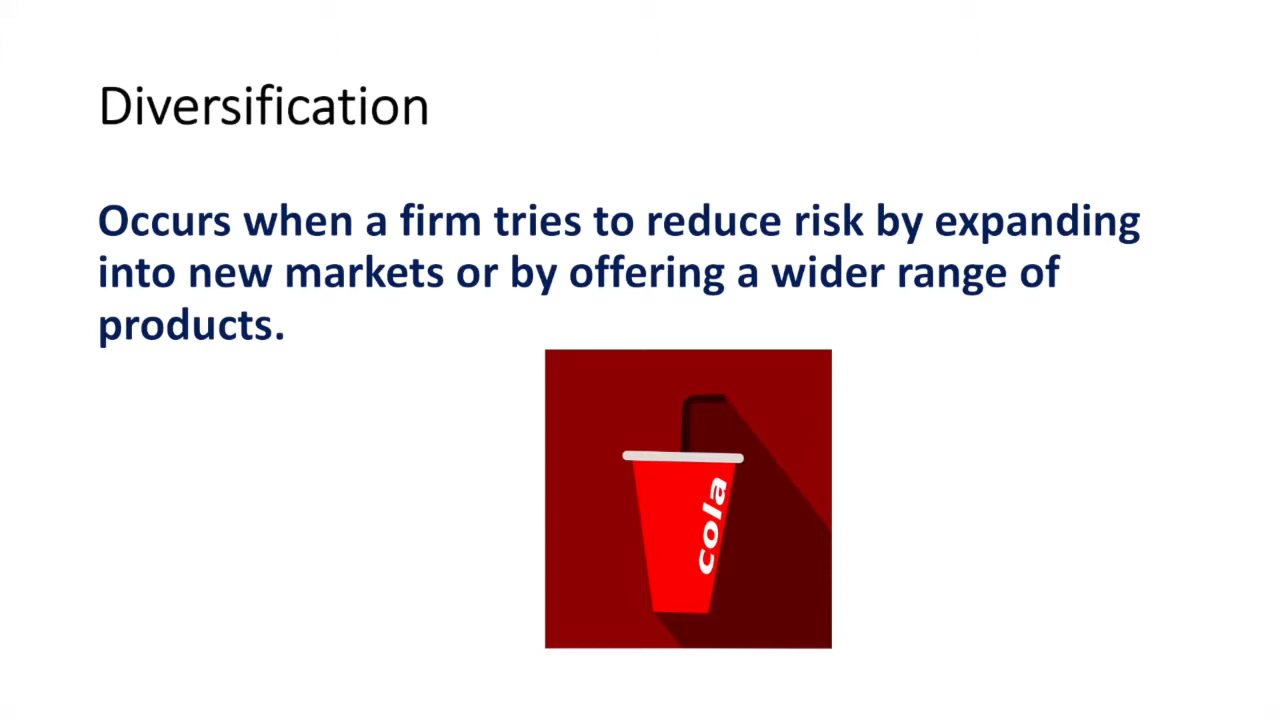 Diversification
Occurs when a firm tries to reduce risk by expanding
into new markets or by offering a wider range of
products.
cola